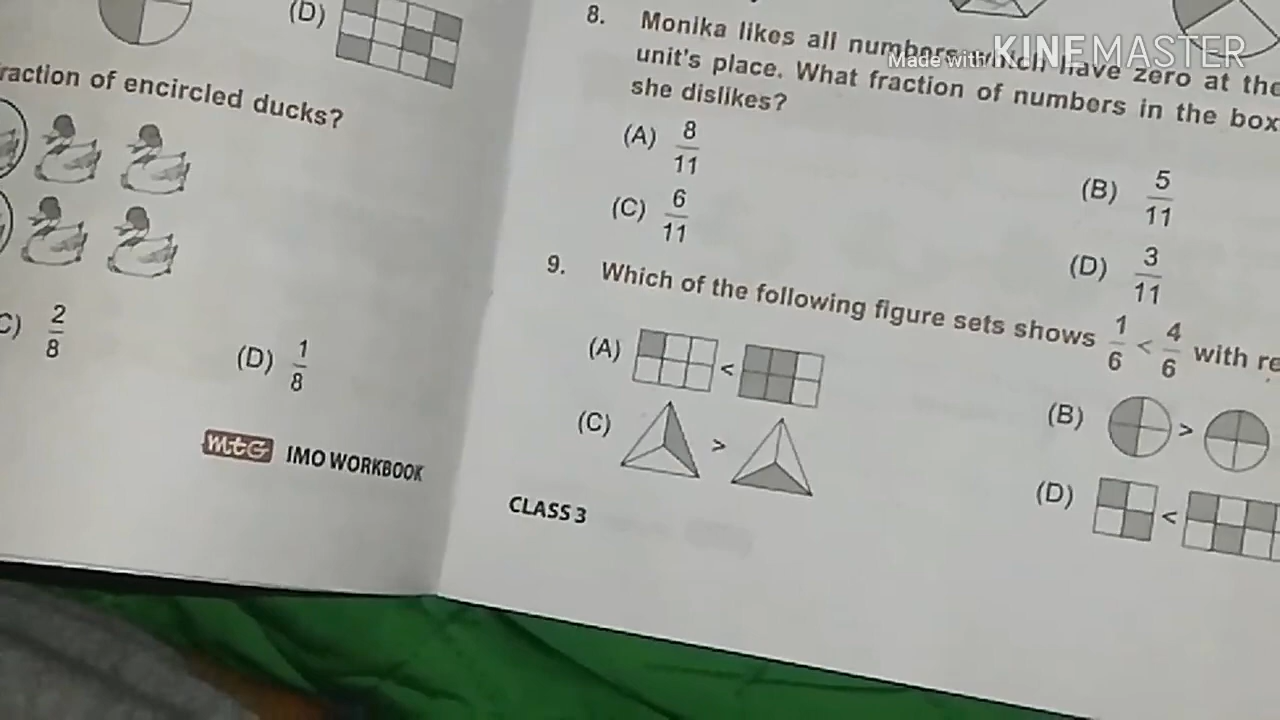 (D)
raction of encircled ducks?
C) 2/8
(D) 1/8
mtG IMO WORKBOOK
8. Monika likes all numbers which have zero at the
unit's place. What fraction of numbers in the box
she dislikes?
(A) 8/11
(B) 5/11
(C) 6/11
(D) 3/11
9. Which of the following figure sets shows 1/6 < 4/6 with re
(A) <
(B) >
(C) >
(D) <
CLASS 3
Made with KINEMASTER